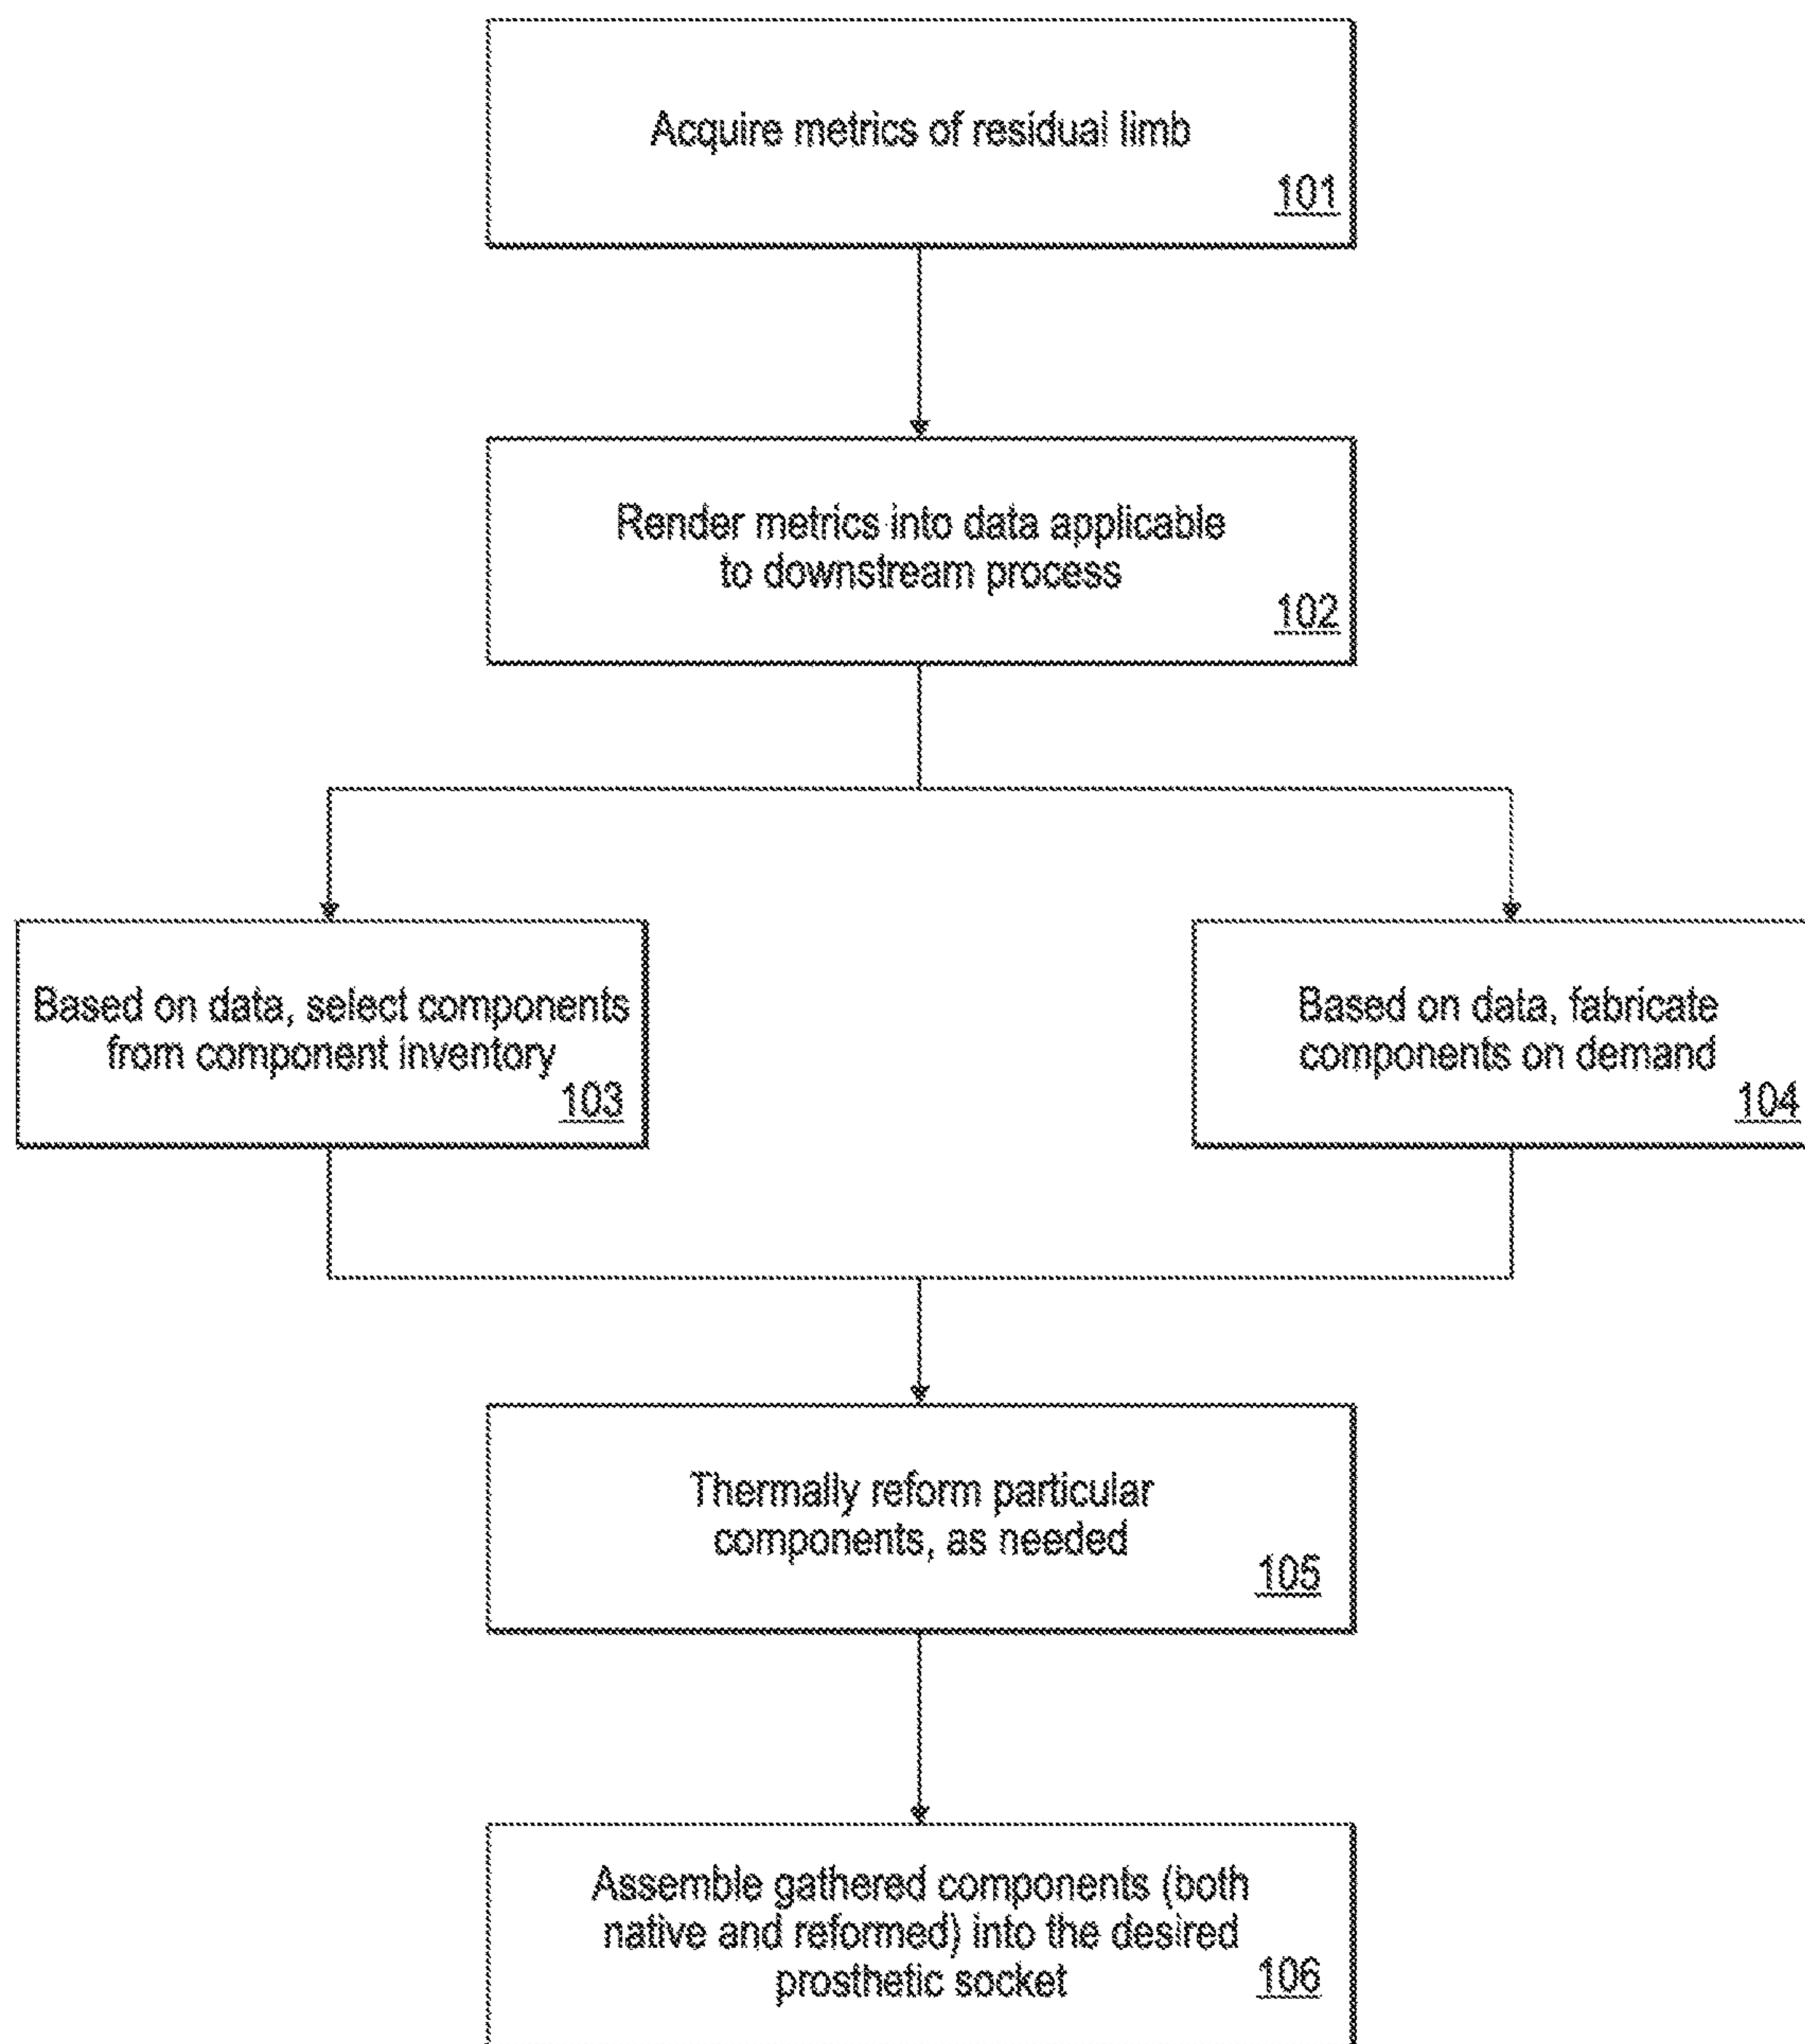 Acquire metrics of residual limb
101
Render metrics into data applicable
to downstream process
102
Based on data, select components
from component inventory
103
Based on data, fabricate
components on demand
104
Thermally reform particular
components, as needed
105
Assemble gathered components (both
native and reformed) into the desired
prosthetic socket
106